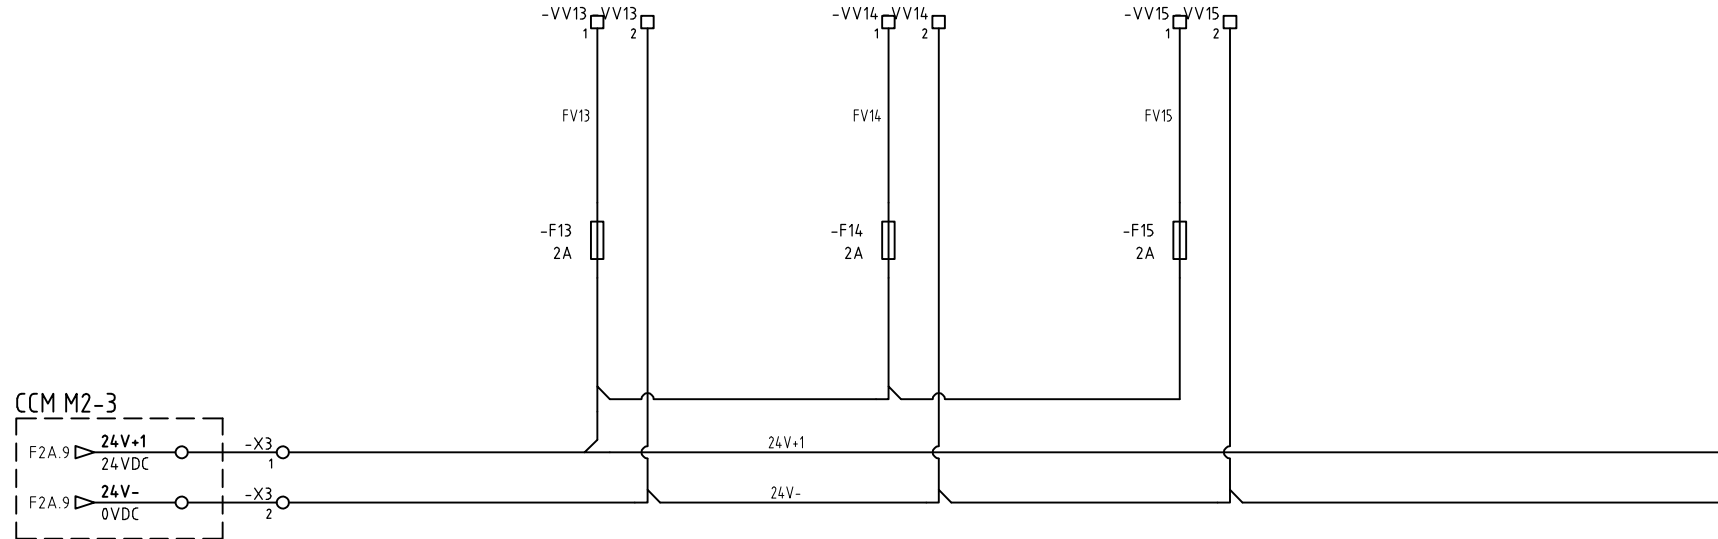 -VV13 -VV13 -VV14 -VV14 -VV15 -VV15
1 2 1 2 1 2
FV13 FV14 FV15
-F13 -F14 -F15
2A 2A 2A
CCM M2-3
24V+1 -X3 24V+1
F2A.9
24VDC 1
24V- -X3 24V-
F2A.9
0VDC 2